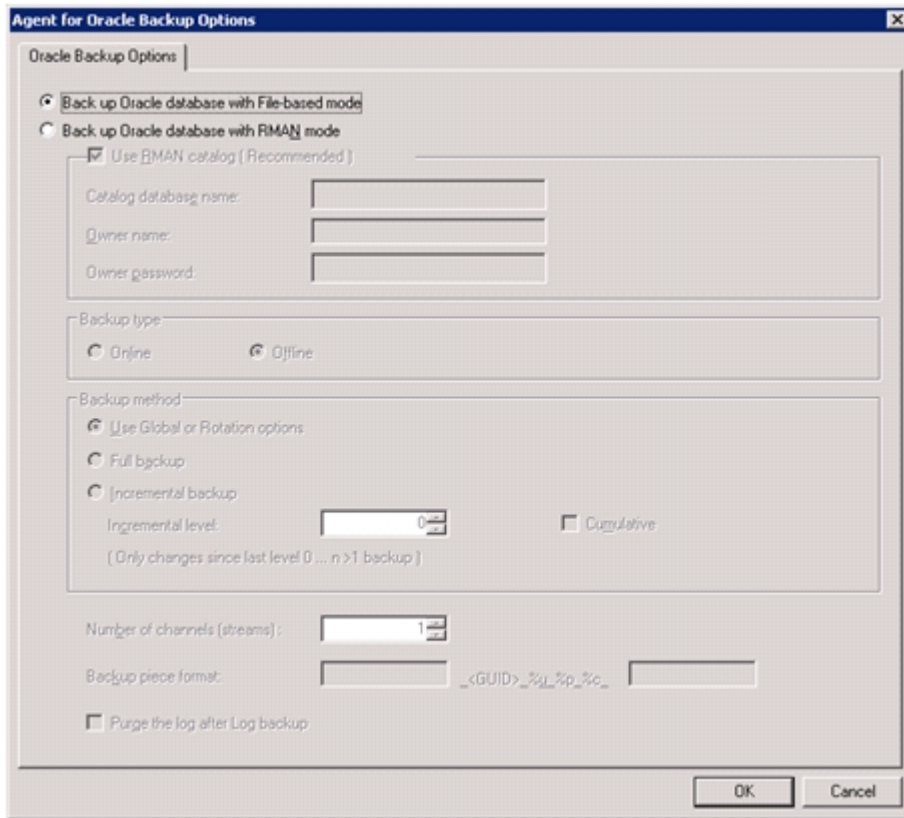 Agent for Oracle Backup Options
Oracle Backup Options
Back up Oracle database with File-based mode
Back up Oracle database with RMAN mode
Use RMAN catalog ( Recommended )
Catalog database name:
Owner name:
Owner password:
Backup type
Online Offline
Backup method
Use Global or Rotation options
Full backup
Incremental backup
Incremental level: 0 Cumulative
( Only changes since last level 0 ... n >1 backup )
Number of channels (streams) : 1
Backup piece format: _<GUID>_%u_%p_%c_
Purge the log after Log backup
OK Cancel